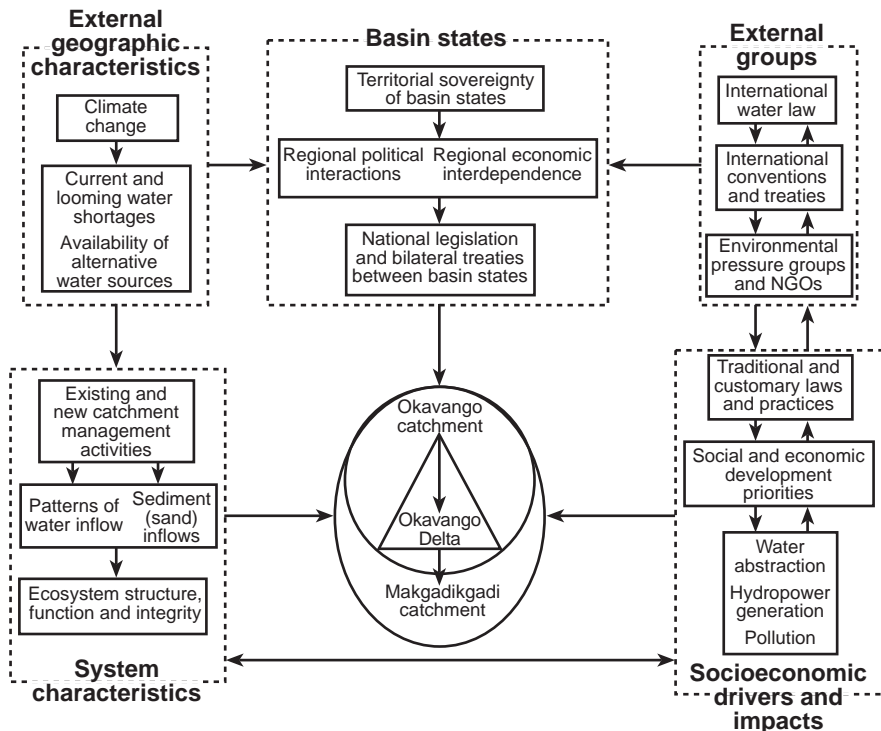 External
geographic
characteristics
Climate
change
Current and
looming water
shortages
Availability of
alternative
water sources
Basin states
Territorial sovereignty
of basin states
Regional political
interactions
Regional economic
interdependence
National legislation
and bilateral treaties
between basin states
External
groups
International
water law
International
conventions
and treaties
Environmental
pressure groups
and NGOs
Existing and
new catchment
management
activities
Patterns of
water inflow
Sediment
(sand)
inflows
Ecosystem structure,
function and integrity
System
characteristics
Okavango
catchment
Okavango
Delta
Makgadikgadi
catchment
Traditional and
customary laws
and practices
Social and economic
development
priorities
Water
abstraction
Hydropower
generation
Pollution
Socioeconomic
drivers and
impacts